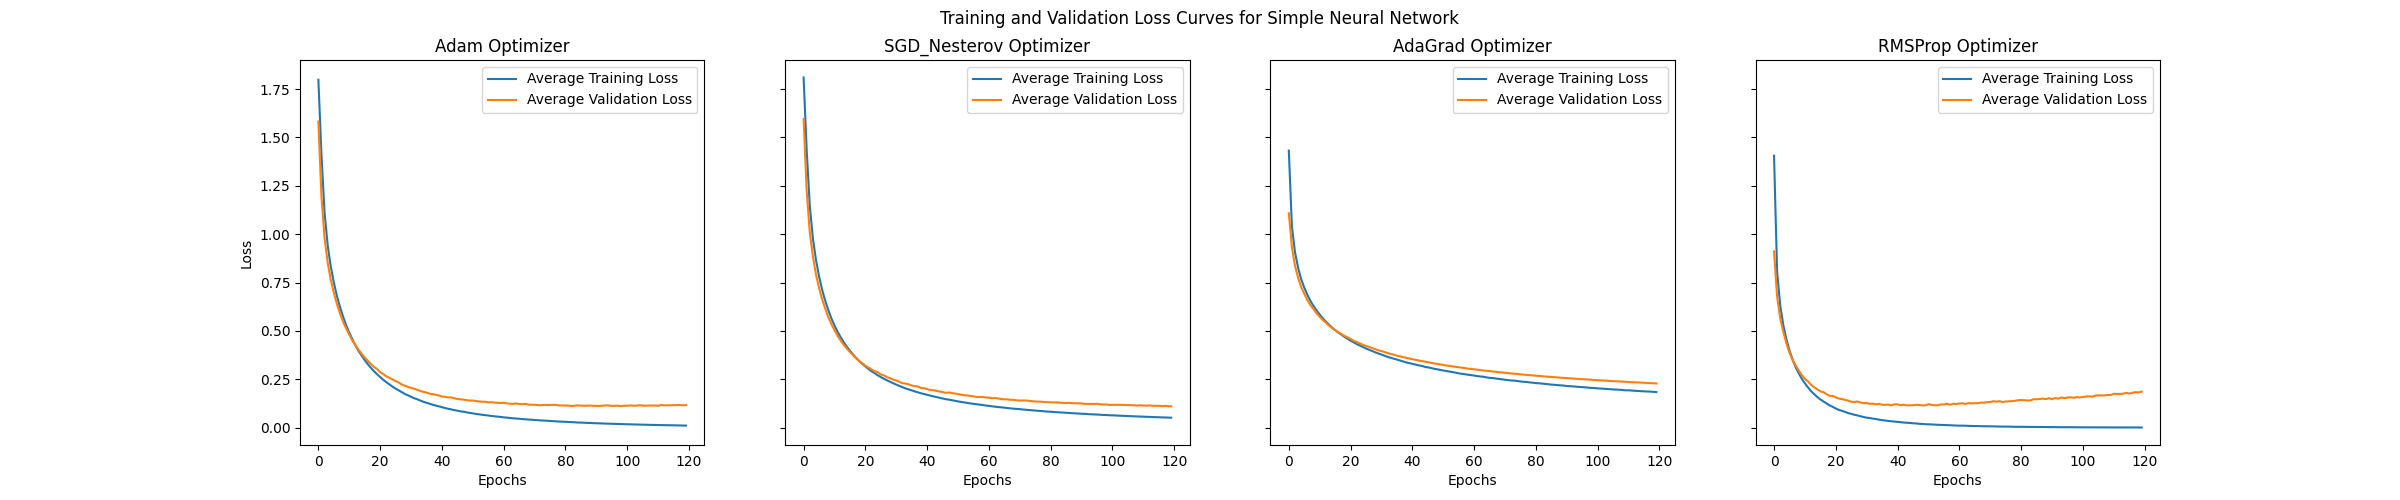 Training and Validation Loss Curves for Simple Neural Network
Adam Optimizer
Average Training Loss
Average Validation Loss
1.75
1.50
1.25
1.00
0.75
0.50
0.25
0.00
Loss
0 20 40 60 80 100 120
Epochs
SGD_Nesterov Optimizer
Average Training Loss
Average Validation Loss
0 20 40 60 80 100 120
Epochs
AdaGrad Optimizer
Average Training Loss
Average Validation Loss
0 20 40 60 80 100 120
Epochs
RMSProp Optimizer
Average Training Loss
Average Validation Loss
0 20 40 60 80 100 120
Epochs